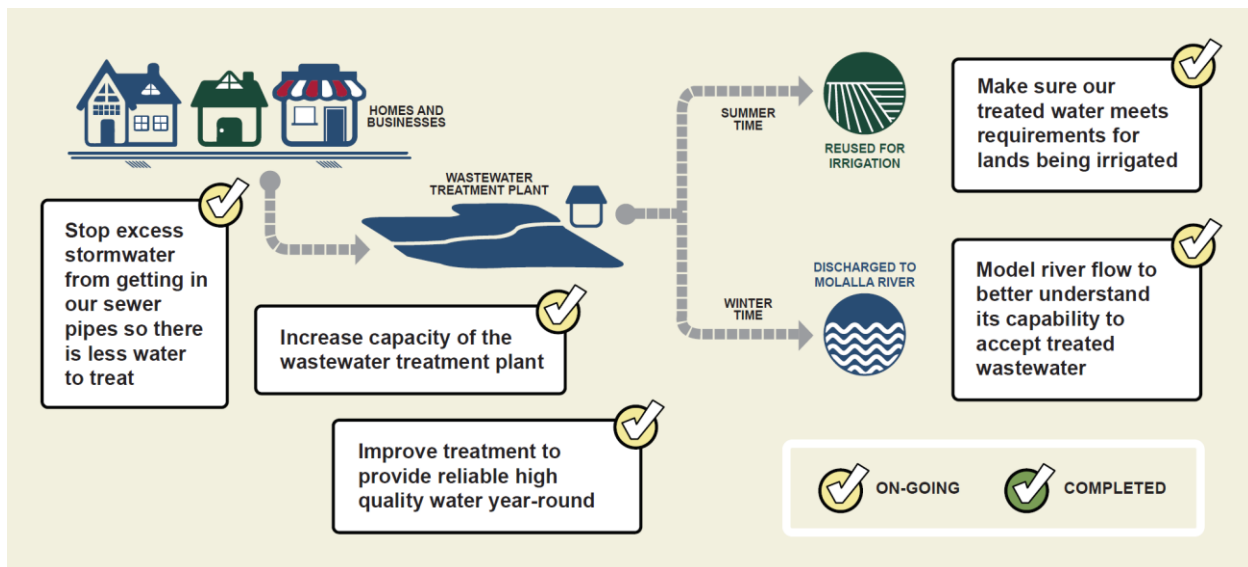 HOMES AND
BUSINESSES
Stop excess
stormwater
from getting in
our sewer
pipes so there
is less water
to treat
WASTEWATER
TREATMENT PLANT
Increase capacity of the
wastewater treatment plant
Improve treatment to
provide reliable high
quality water year-round
SUMMER
TIME
REUSED FOR
IRRIGATION
Make sure our
treated water meets
requirements for
lands being irrigated
WINTER
TIME
DISCHARGED TO
MOLALLA RIVER
Model river flow to
better understand
its capability to
accept treated
wastewater
ON-GOING
COMPLETED